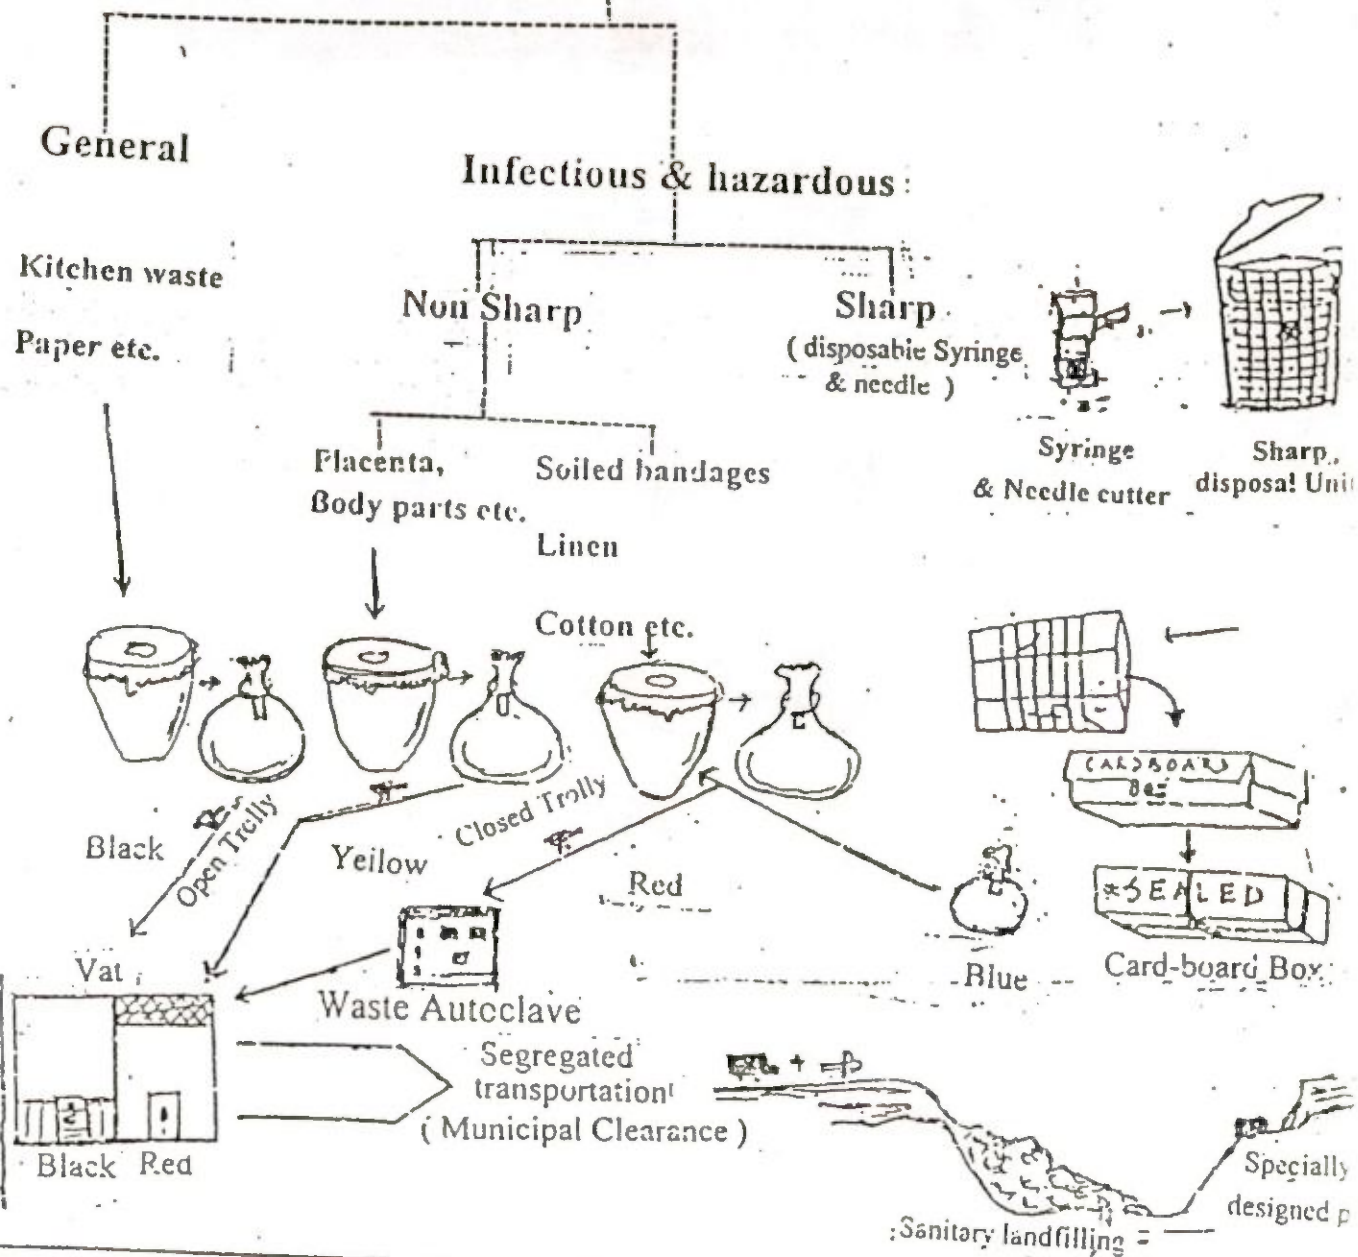 General
Infectious & hazardous
Kitchen waste
Paper etc.
Non Sharp
Sharp
( disposable Syringe
& needle )
Syringe
& Needle cutter
Sharp
disposal Uni
Placenta,
Body parts etc.
Soiled bandages
Linen
Cotton etc.
CARDBOARD
Box
Black
Open Trolly
Yellow
Closed Trolly
Red
*SEALED
Vat
Blue
Card-board Box
Waste Autoclave
Segregated
transportation
( Municipal Clearance )
Black Red
Specially
designed p
Sanitary landfilling